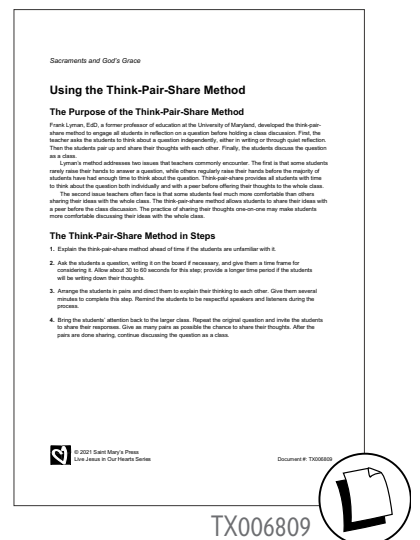 Sacraments and God's Grace
Using the Think-Pair-Share Method
The Purpose of the Think-Pair-Share Method
Frank Lyman, EdD, a former professor of education at the University of Maryland, developed the think-pair-
share method to engage all students in reflection on a question before holding a class discussion. First, the
teacher asks the students to think about a question independently, either in writing or through quiet reflection.
Then the students pair up and share their thoughts with each other. Finally, the students discuss the question
as a class.
Lyman's method addresses two issues that teachers commonly encounter. The first is that some students
rarely raise their hands to answer a question, while others regularly raise their hands before the majority of
students have had enough time to think about the question. Think-pair-share provides all students with time
to think about the question both individually and with a peer before offering their thoughts to the whole class.
The second issue teachers often face is that some students feel much more comfortable than others
sharing their ideas with the whole class. The think-pair-share method allows students to share their ideas with
a peer before the class discussion. The practice of sharing their thoughts one-on-one may make students
more comfortable discussing their ideas with the whole class.
The Think-Pair-Share Method in Steps
1. Explain the think-pair-share method ahead of time if the students are unfamiliar with it.
2. Ask the students a question, writing it on the board if necessary, and give them a time frame for
considering it. Allow about 30 to 60 seconds for this step; provide a longer time period if the students
will be writing down their thoughts.
3. Arrange the students in pairs and direct them to explain their thinking to each other. Give them several
minutes to complete this step. Remind the students to be respectful speakers and listeners during the
process.
4. Bring the students' attention back to the larger class. Repeat the original question and invite the students
to share their responses. Give as many pairs as possible the chance to share their thoughts. After the
pairs are done sharing, continue discussing the question as a class.
© 2021 Saint Mary's Press
Live Jesus in Our Hearts Series
Document #: TX006809
TX006809